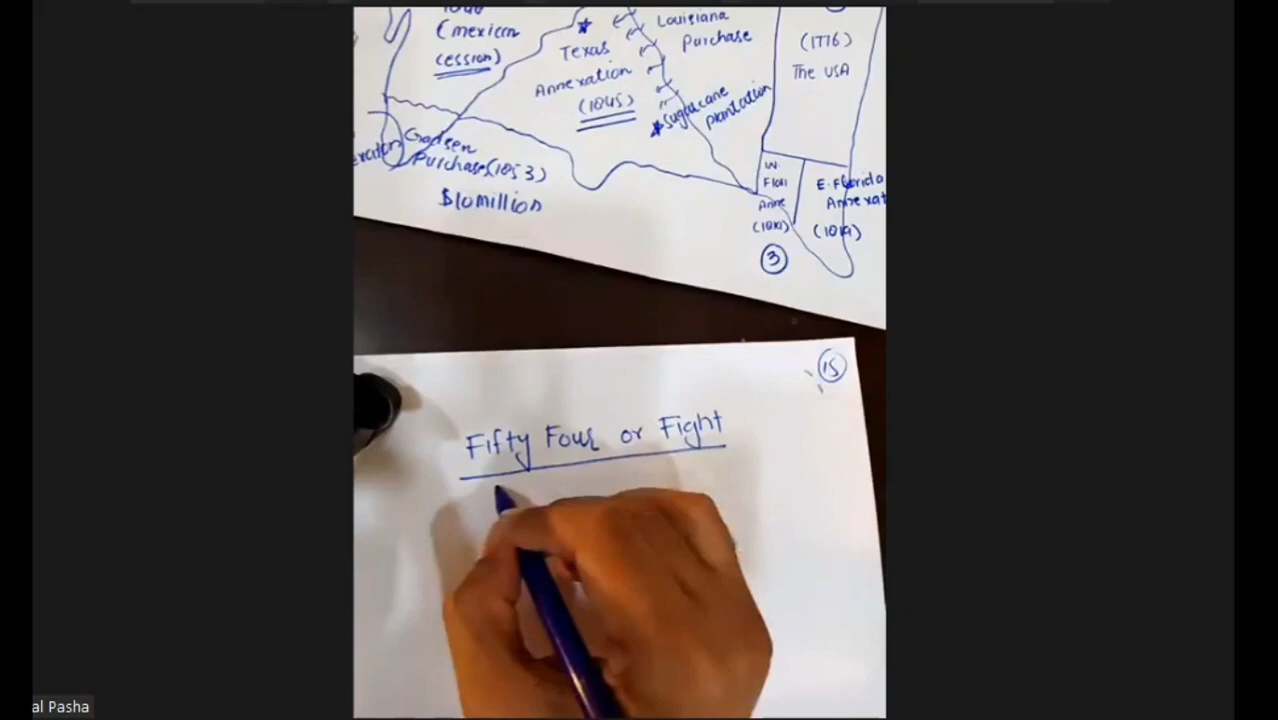 (mexican
cession)
Texas
Annexation
(1845)
Louisiana
Purchase
*Sugarcane
plantation
(1776)
The USA
Gadsen
Purchase(1853)
$10million
W.
Flori
Anne
E. Florida
Annexat
(1819)
3
15
Fifty Four or Fight
al Pasha